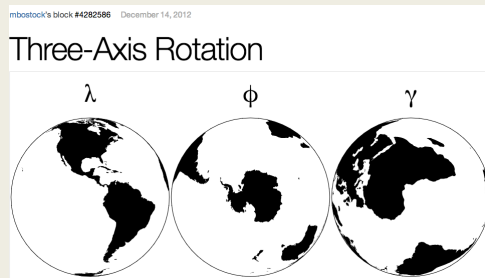 mbostock's block #4282586 December 14, 2012
Three-Axis Rotation
λ ϕ γ